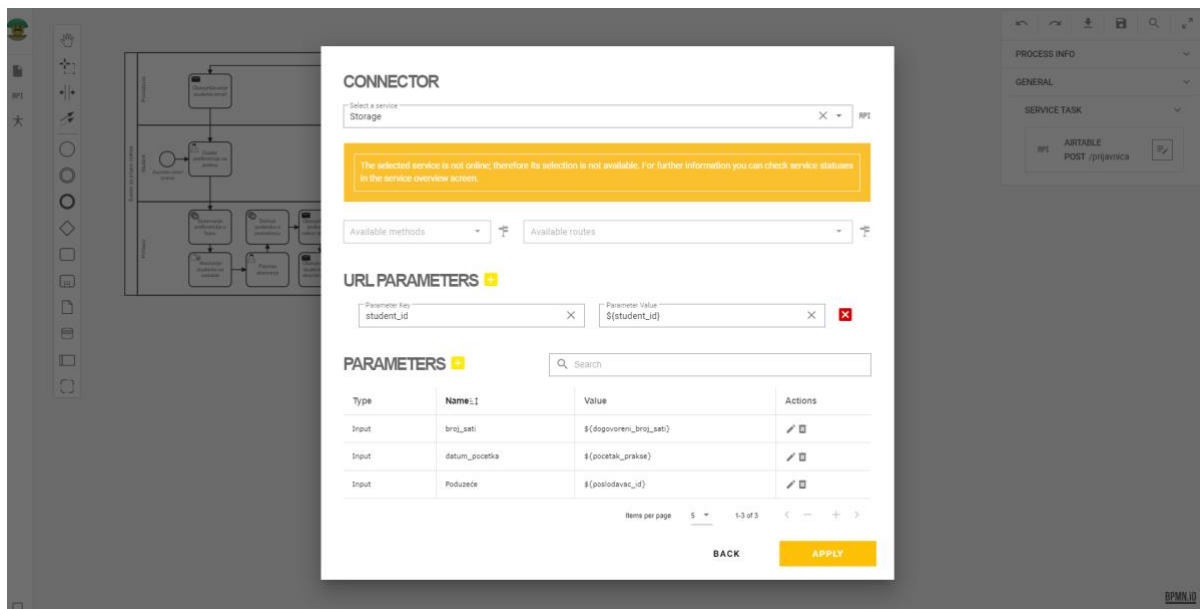 CONNECTOR
Select a service
Storage
API
The selected service is not online; therefore its selection is not available. For further information you can check service statuses
in the service overview screen.
Available methods
Available routes
URL PARAMETERS
Parameter Key
student_id
Parameter Value
${student_id}
PARAMETERS
Search
Type Name Value Actions
Input broj_sati ${dogovoreni_broj_sati}
Input datum_pocetka ${pocetak_prakse}
Input Poduzeće ${poslodavac_id}
Items per page 5 1-3 of 3
BACK APPLY
PROCESS INFO
GENERAL
SERVICE TASK
API
AIRTABLE
POST /prijavnica
API
BPMN.iO